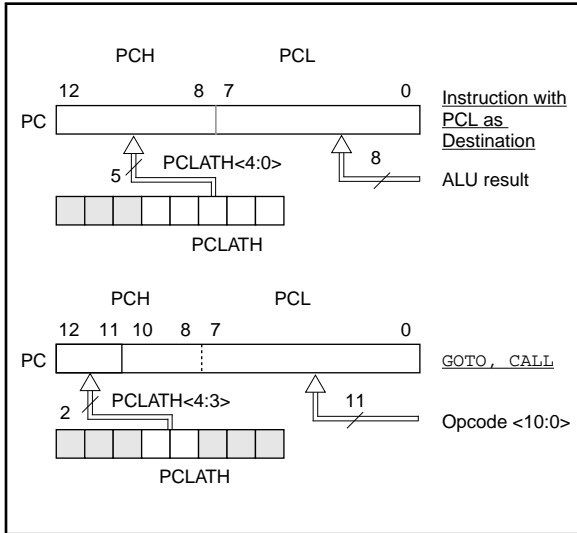 PCH PCL
12 8 7 0
PC
Instruction with
PCL as
Destination
5 PCLATH<4:0> 8
ALU result
PCLATH
PCH PCL
12 11 10 8 7 0
PC
GOTO, CALL
2 PCLATH<4:3> 11
Opcode <10:0>
PCLATH